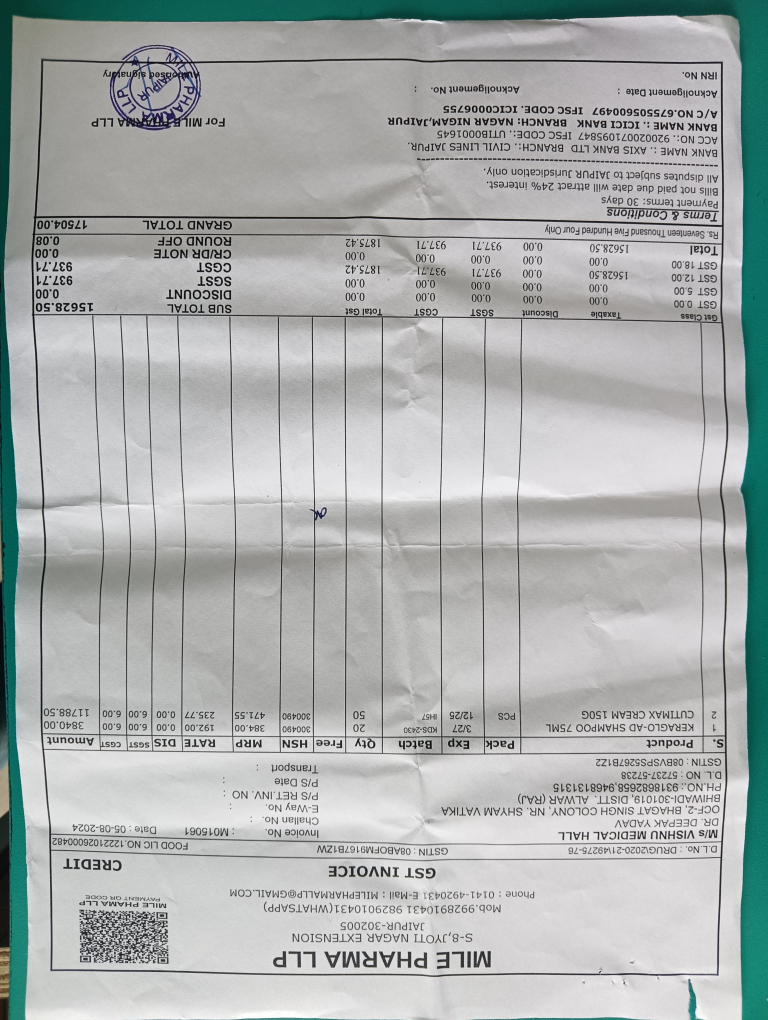 MILE PHARMA LLP
S-8, JYOTI NAGAR EXTENSION
JAIPUR-302005
Mob.9928910431 9829010431(WHATSAPP)
Phone : 0141-4920431 E-Mail : MILEPHARMALLP@GMAIL.COM
MILE PHARMA LLP
PAYMENT QR CODE
GST INVOICE
CREDIT
D.L.No. : DRUG\2020-21\49275-76
GSTIN : 08ABOFM9167B1ZW
FOOD LIC NO.12221026000482
M/s VISHNU MEDICAL HALL
DR. DEEPAK YADAV
OCF-2, BHAGAT SINGH COLONY, NR. SHYAM VATIKA
BHIWADI-301019, DISTT. ALWAR (RAJ)
PH.NO.: 9318682658,9468131315
D.L. NO : 57237-57238
GSTIN : 08BVSPS5267B1Z2
Invoice No. : M015061 Date : 05-08-2024
Challan No. :
E-Way No. :
P/S RET.INV. NO :
P/S Date :
Transport :
S. Product Pack Exp Batch Qty Free HSN MRP RATE DIS SGST CGST Amount
1 KERAGLO-AD SHAMPOO 75ML 3/27 KDS-2430 20 300490 384.00 192.00 0.00 6.00 6.00 3840.00
2 CUTIMAX CREAM 150G PCS 12/25 IH57 50 300490 471.55 235.77 0.00 6.00 6.00 11788.50
Gst Class Taxable Discount SGST CGST Total Gst
GST 0.00 0.00 0.00 0.00 0.00 0.00
GST 5.00 0.00 0.00 0.00 0.00 0.00
GST 12.00 15628.50 0.00 937.71 937.71 1875.42
GST 18.00 0.00 0.00 0.00 0.00 0.00
Total 15628.50 0.00 937.71 937.71 1875.42
SUB TOTAL 15628.50
DISCOUNT 0.00
SGST 937.71
CGST 937.71
CR/DR NOTE 0.00
ROUND OFF 0.08
GRAND TOTAL 17504.00
Rs. Seventeen Thousand Five Hundred Four Only
Terms & Conditions
Payment terms: 30 days
Bills not paid due date will attract 24% interest.
All disputes subject to JAIPUR Jurisdication only.
BANK NAME :. AXIS BANK LTD BRANCH:. CIVIL LINES JAIPUR.
ACC NO:. 920020071095847 IFSC CODE:. UTIB0001645
BANK NAME :. ICICI BANK BRANCH: NAGAR NIGAM,JAIPUR
A/C NO.675505600497 IFSC CODE. ICIC0006755
Acknollgement Date : Acknollgement No. :
IRN No.
For MILE PHARMA LLP
MILE PHARMA LLP
JAIPUR
Authorised signatory